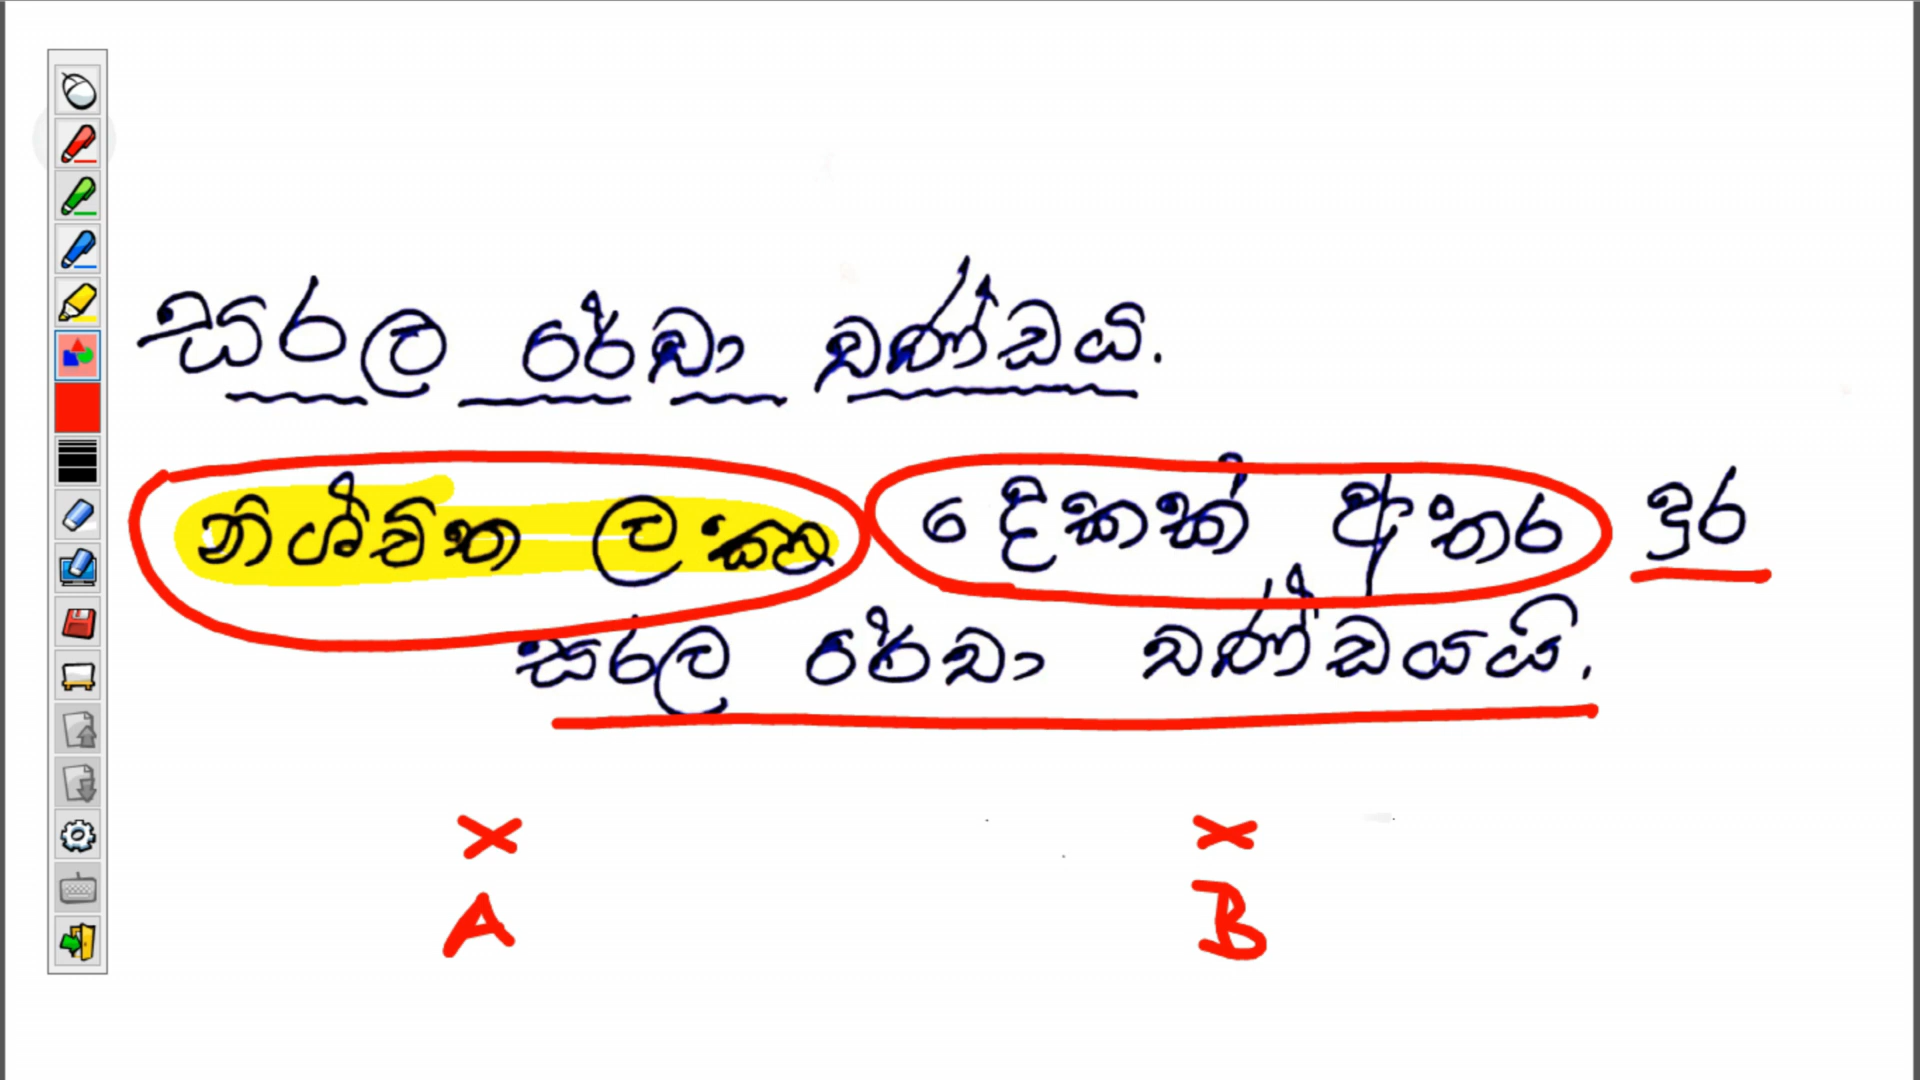 සරල රේඛා ඛණ්ඩයි.
නිශ්චිත ලක්‍ෂ්‍ය දෙකක් අතර දුර
සරල රේඛා ඛණ්ඩයයි.
A B